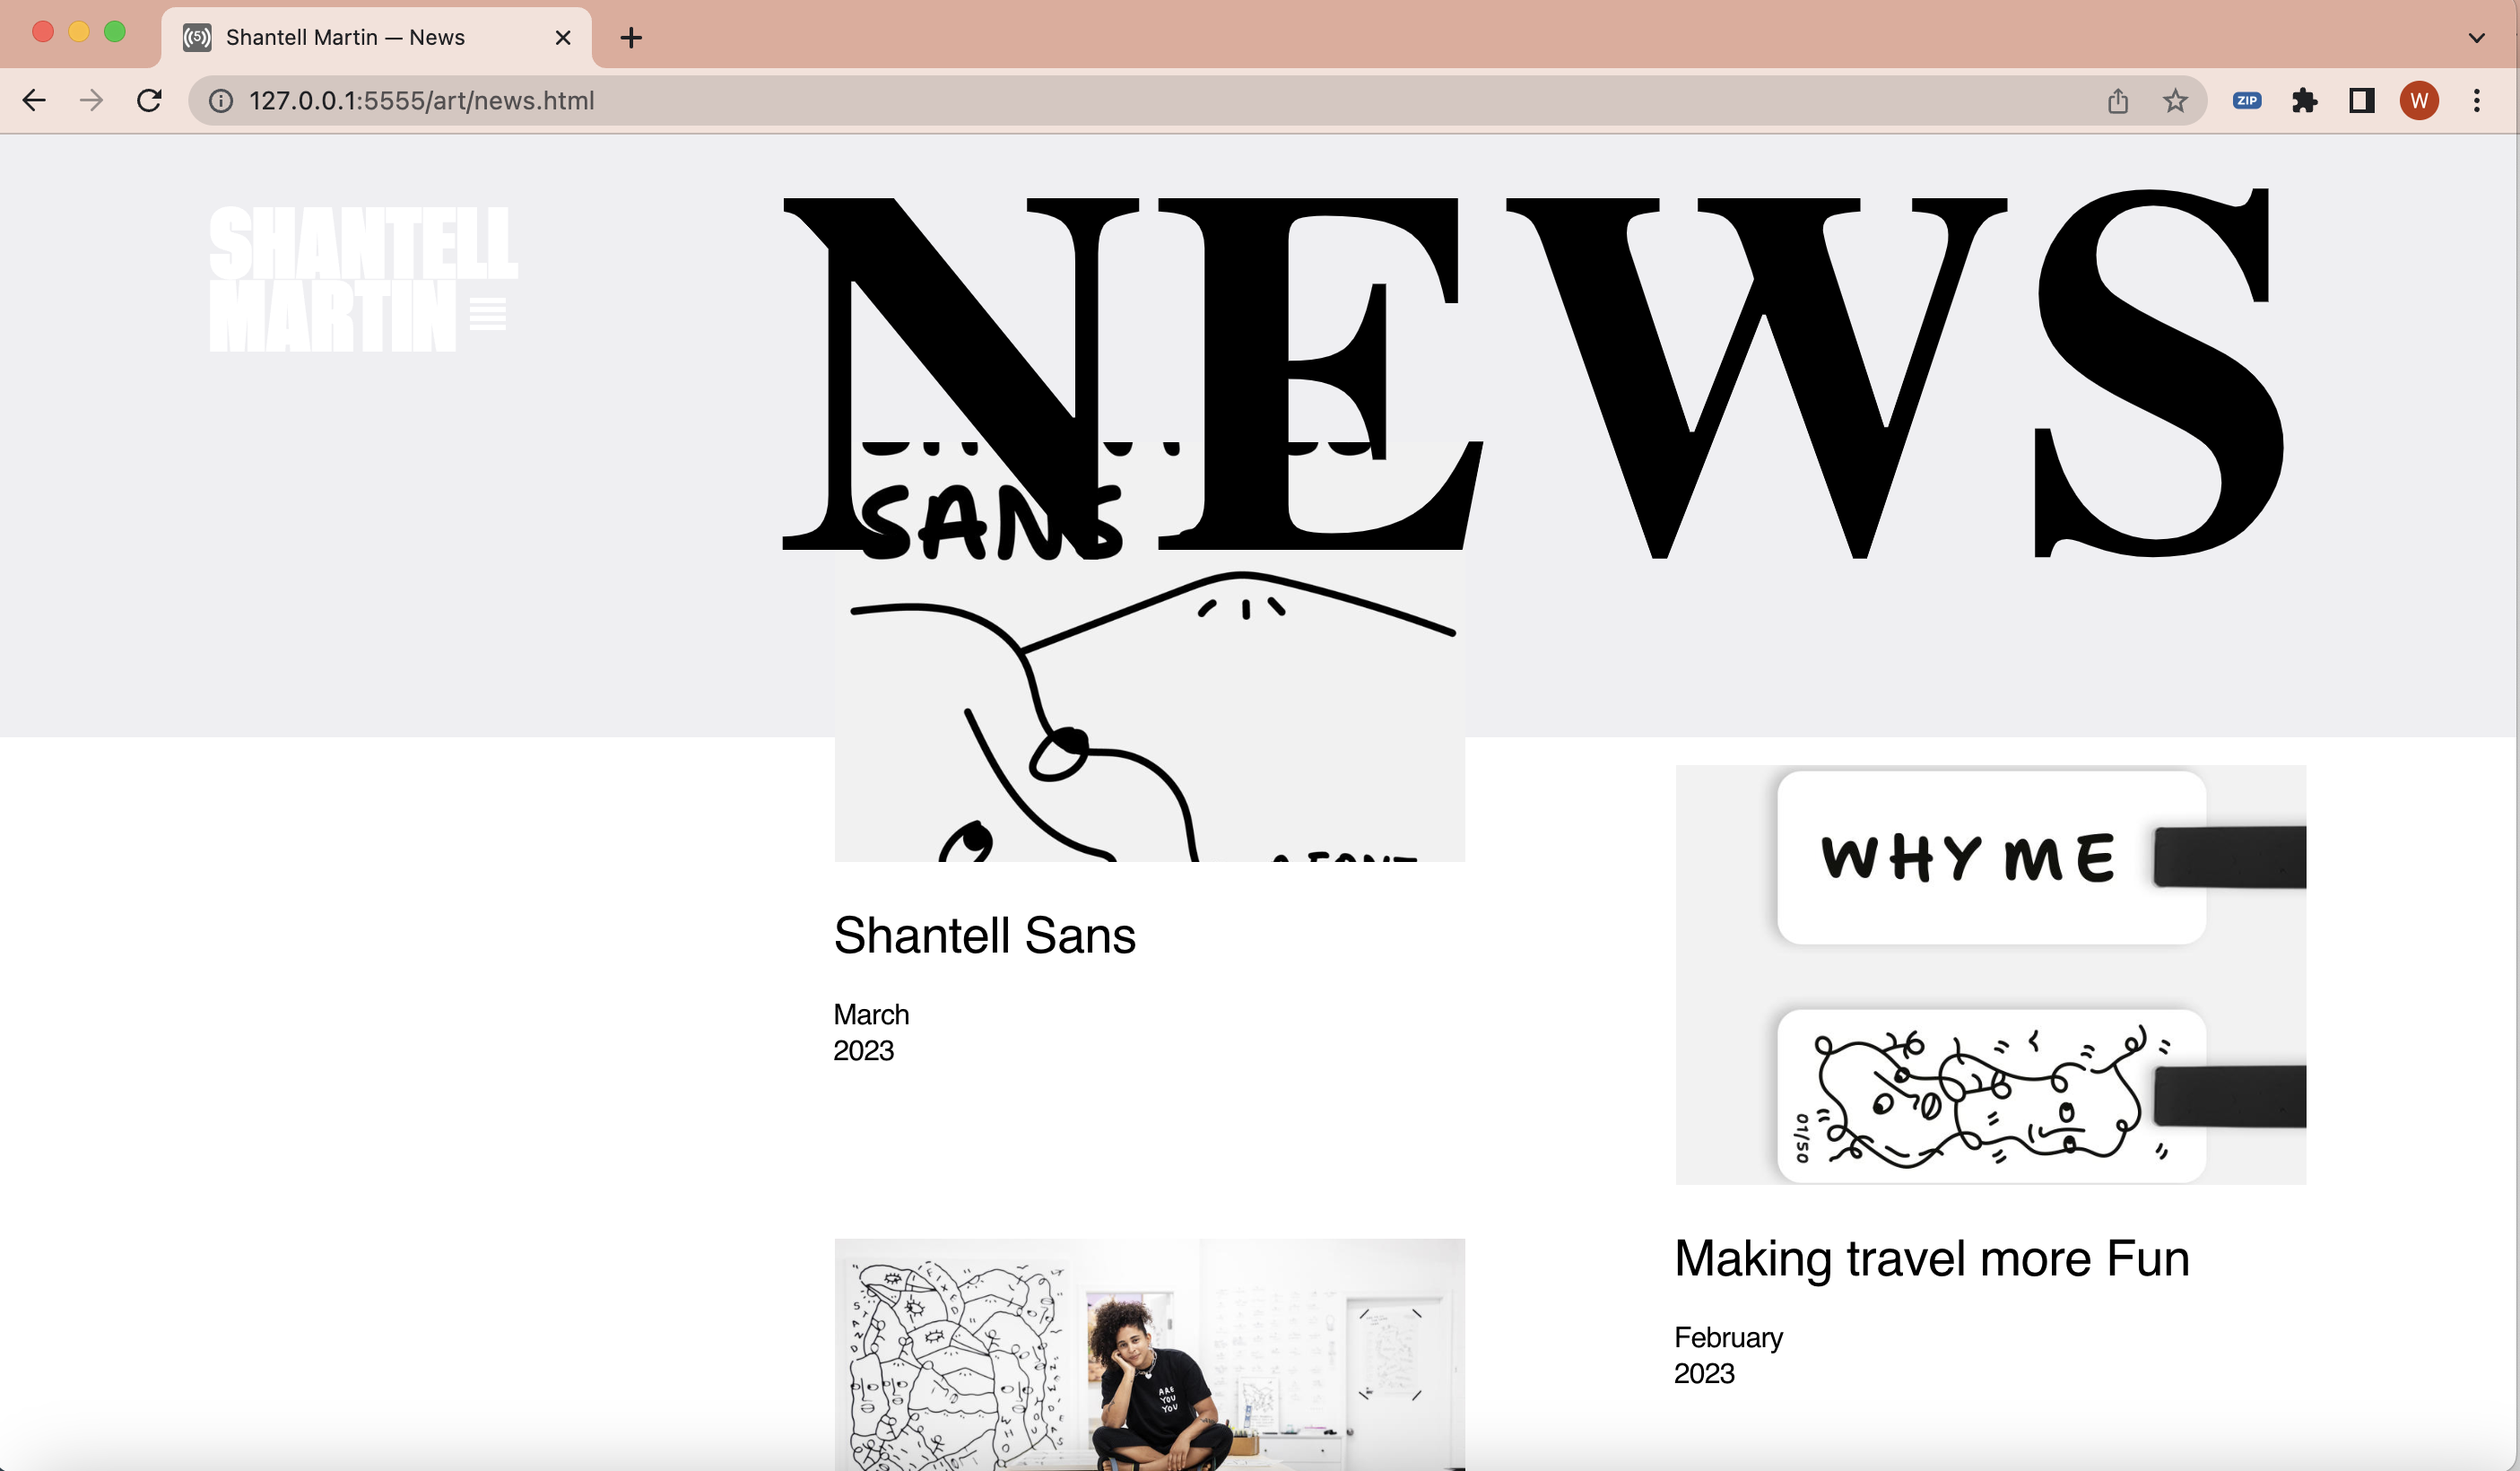 Shantell Martin — News
127.0.0.1:5555/art/news.html
ZIP
W
SHANTELL
MARTIN
NEWS
SANS
A FONT
WHY ME
01/50
Shantell Sans
March
2023
Making travel more Fun
February
2023
ARE
YOU
YOU